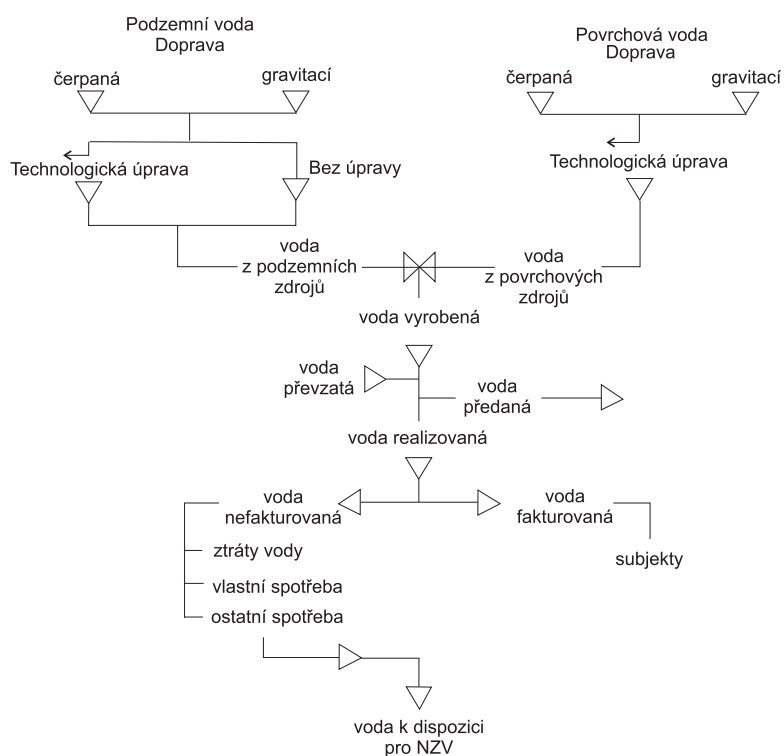 Podzemní voda
Doprava
čerpaná
gravitací
Povrchová voda
Doprava
čerpaná
gravitací
Technologická úprava
Bez úpravy
Technologická úprava
voda
z podzemních
zdrojů
voda
z povrchových
zdrojů
voda vyrobená
voda
převzatá
voda
předaná
voda realizovaná
voda
nefakturovaná
voda
fakturovaná
ztráty vody
vlastní spotřeba
ostatní spotřeba
subjekty
voda k dispozici
pro NZV